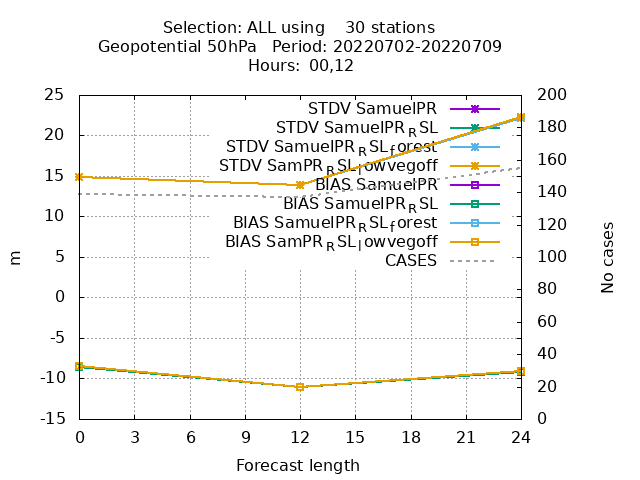 Selection: ALL using 30 stations
Geopotential 50hPa Period: 20220702-20220709
Hours: 00,12
STDV SamuelPR
STDV SamuelPR_RSL
STDV SamuelPR_RSL_forest
STDV SamPR_RSL_lowvegoff
BIAS SamuelPR
BIAS SamuelPR_RSL
BIAS SamuelPR_RSL_forest
BIAS SamPR_RSL_lowvegoff
CASES
25
20
15
10
5
0
-5
-10
-15
m
200
180
160
140
120
100
80
60
40
20
0
No cases
0 3 6 9 12 15 18 21 24
Forecast length